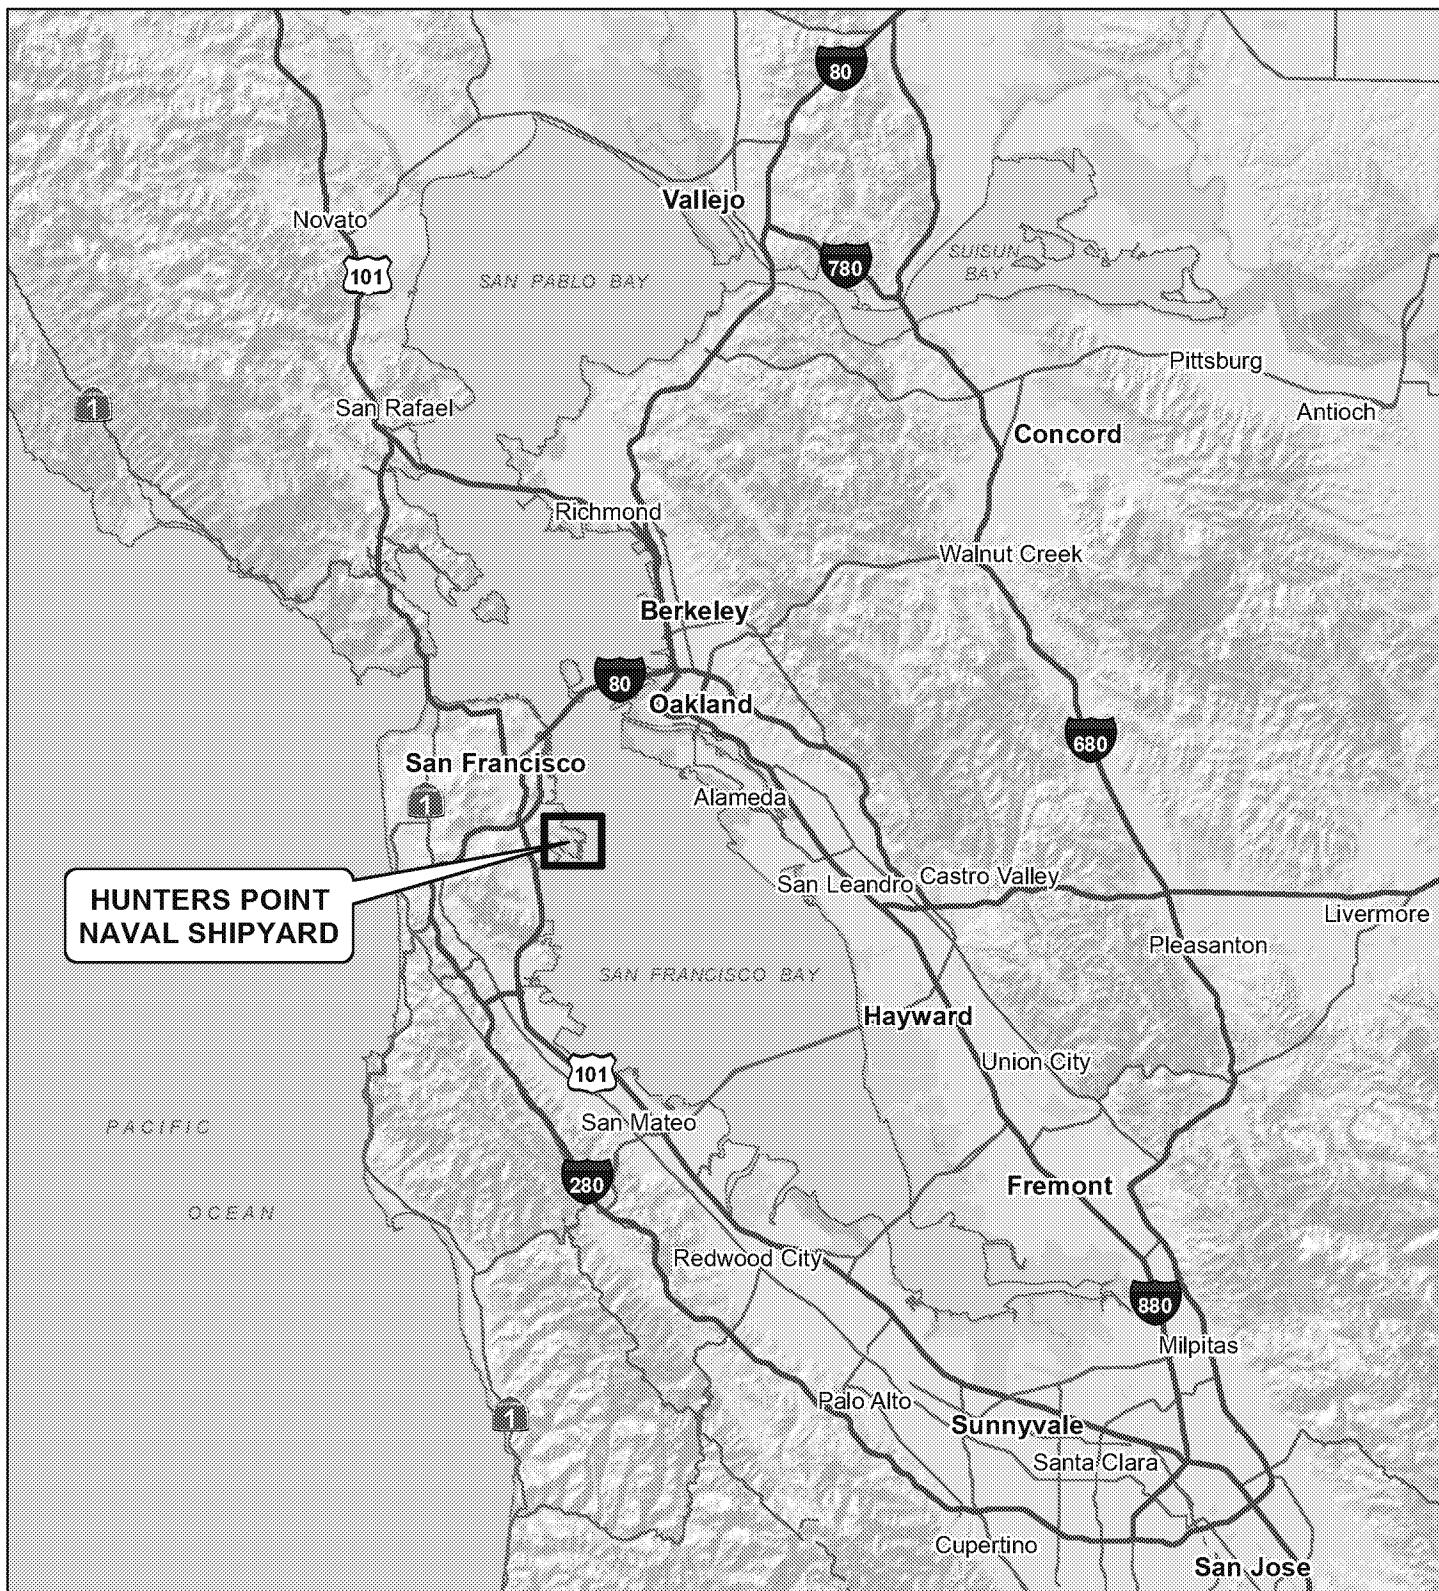 80
Vallejo
Novato
780
SUISUN
BAY
101
SAN PABLO BAY
Pittsburg
1
San Rafael
Antioch
Concord
Richmond
Walnut Creek
Berkeley
80
Oakland
680
San Francisco
1
Alameda
HUNTERS POINT
NAVAL SHIPYARD
San Leandro
Castro Valley
Livermore
Pleasanton
SAN FRANCISCO BAY
Hayward
Union City
101
San Mateo
PACIFIC
OCEAN
280
Fremont
Redwood City
880
Milpitas
Palo Alto
1
Sunnyvale
Santa Clara
Cupertino
San Jose